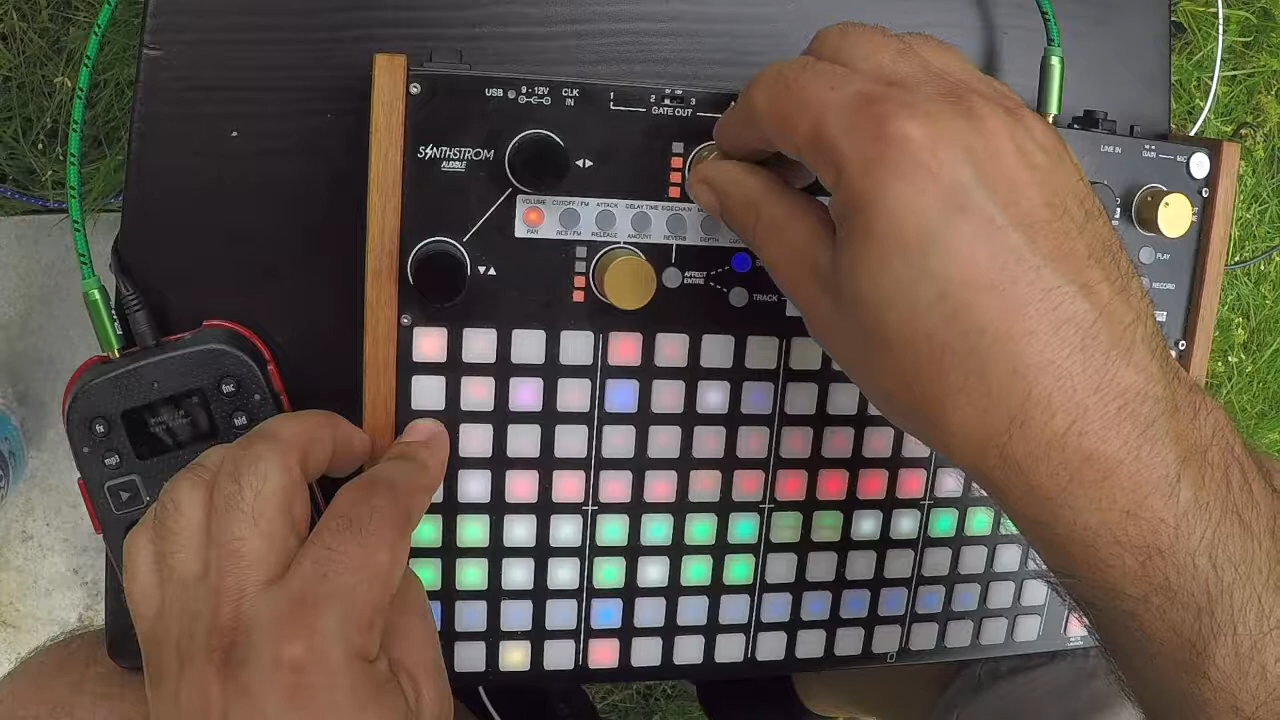 USB
9 - 12V
CLK
IN
1
2
3
GATE OUT
SYNTHSTROM
AUDIBLE
VOLUME
PAN
CUTOFF / FM
RES / FM
ATTACK
RELEASE
DELAY TIME
AMOUNT
SIDECHAIN
REVERB
DEPTH
AFFECT
ENTIRE
TRACK
LINE IN
GAIN
MIC
PLAY
RECORD
fx
fnc
mp3
hld